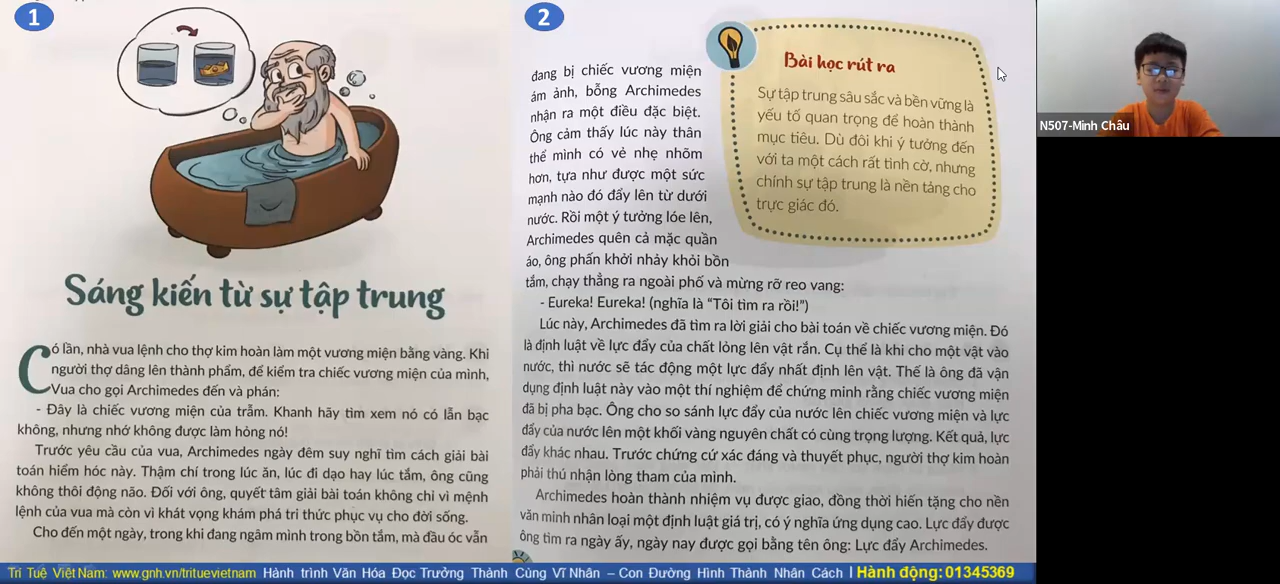 1
Sáng kiến từ sự tập trung
Có lần, nhà vua lệnh cho thợ kim hoàn làm một vương miện bằng vàng. Khi
người thợ dâng lên thành phẩm, để kiểm tra chiếc vương miện của mình,
Vua cho gọi Archimedes đến và phán:
- Đây là chiếc vương miện của trẫm. Khanh hãy tìm xem nó có lẫn bạc
không, nhưng nhớ không được làm hỏng nó!
Trước yêu cầu của vua, Archimedes ngày đêm suy nghĩ tìm cách giải bài
toán hiểm hóc này. Thậm chí trong lúc ăn, lúc đi dạo hay lúc tắm, ông cũng
không thôi động não. Đối với ông, quyết tâm giải bài toán không chỉ vì mệnh
lệnh của vua mà còn vì khát vọng khám phá tri thức phục vụ cho đời sống.
Cho đến một ngày, trong khi đang ngâm mình trong bồn tắm, mà đầu óc vẫn
2
đang bị chiếc vương miện
ám ảnh, bỗng Archimedes
nhận ra một điều đặc biệt.
Ông cảm thấy lúc này thân
thể mình có vẻ nhẹ nhõm
hơn, tựa như được một sức
mạnh nào đó đẩy lên từ dưới
nước. Rồi một ý tưởng lóe lên,
Archimedes quên cả mặc quần
áo, ông phấn khởi nhảy khỏi bồn
tắm, chạy thẳng ra ngoài phố và mừng rỡ reo vang:
- Eureka! Eureka! (nghĩa là “Tôi tìm ra rồi!”)
Lúc này, Archimedes đã tìm ra lời giải cho bài toán về chiếc vương miện. Đó
là định luật về lực đẩy của chất lỏng lên vật rắn. Cụ thể là khi cho một vật vào
nước, thì nước sẽ tác động một lực đẩy nhất định lên vật. Thế là ông đã vận
dụng định luật này vào một thí nghiệm để chứng minh rằng chiếc vương miện
đã bị pha bạc. Ông cho so sánh lực đẩy của nước lên chiếc vương miện và lực
đẩy của nước lên một khối vàng nguyên chất có cùng trọng lượng. Kết quả, lực
đẩy khác nhau. Trước chứng cứ xác đáng và thuyết phục, người thợ kim hoàn
phải thú nhận lòng tham của mình.
Archimedes hoàn thành nhiệm vụ được giao, đồng thời hiến tặng cho nền
văn minh nhân loại một định luật giá trị, có ý nghĩa ứng dụng cao. Lực đẩy được
ông tìm ra ngày ấy, ngày nay được gọi bằng tên ông: Lực đẩy Archimedes.
Bài học rút ra
Sự tập trung sâu sắc và bền vững là
yếu tố quan trọng để hoàn thành
mục tiêu. Dù đôi khi ý tưởng đến
với ta một cách rất tình cờ, nhưng
chính sự tập trung là nền tảng cho
trực giác đó.
N507-Minh Châu
Trí Tuệ Việt Nam: www.gnh.vn/trituevietnam Hành trình Văn Hóa Đọc Trưởng Thành Cùng Vĩ Nhân – Con Đường Hình Thành Nhân Cách | Hành động: 01345369